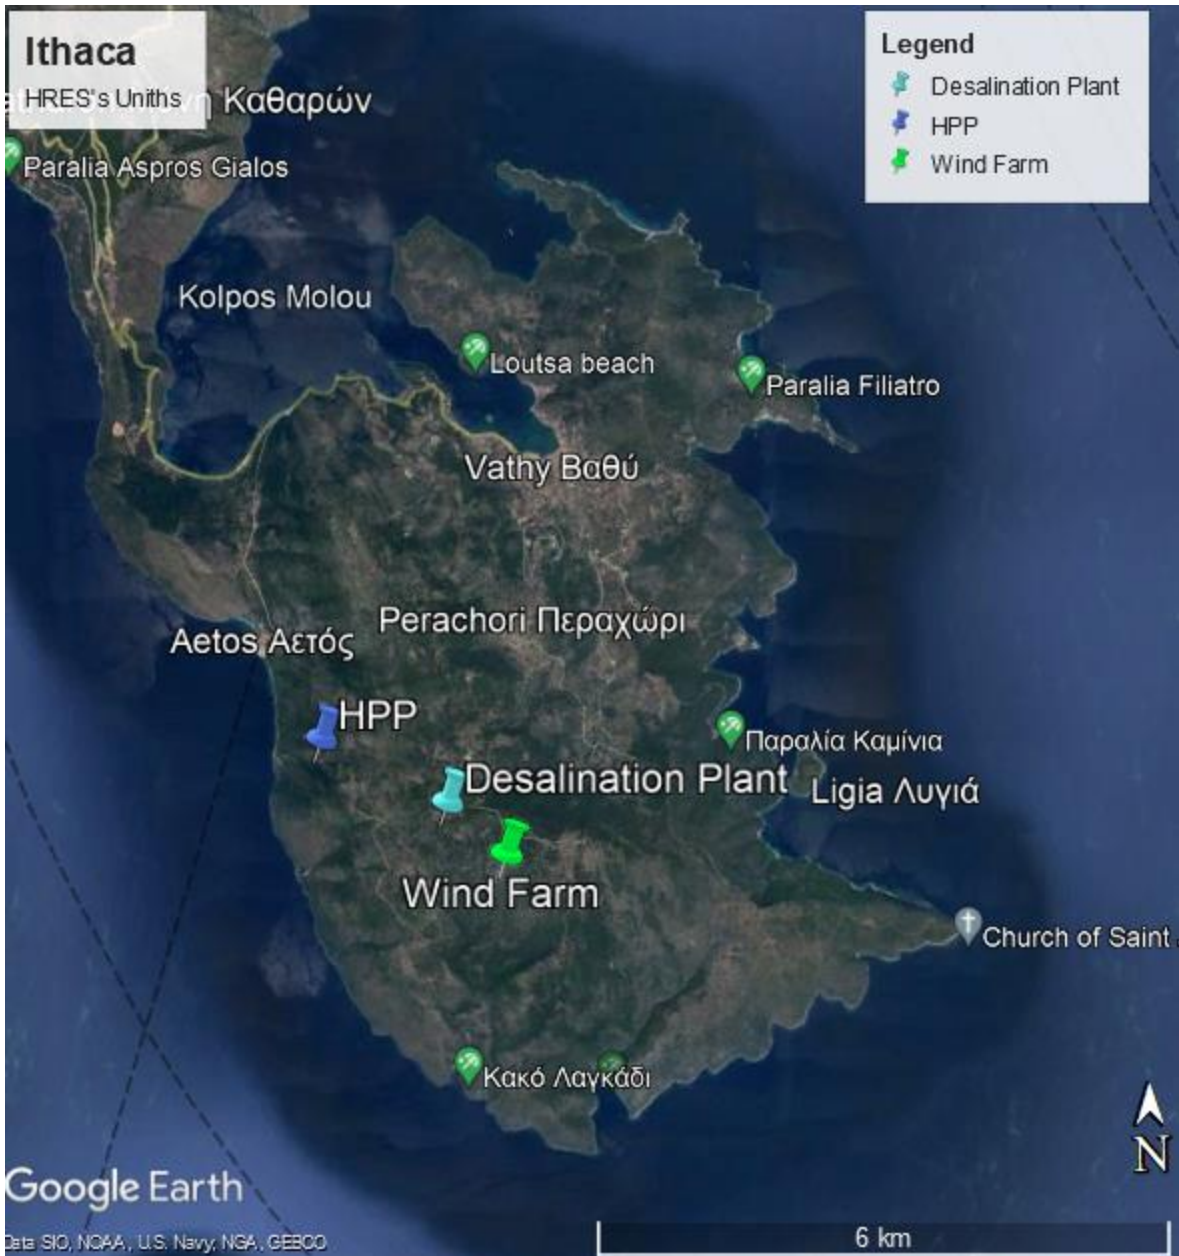 Ithaca
HRES's Uniths
Καθαρών
Paralia Aspros Gialos
Legend
Desalination Plant
HPP
Wind Farm
Kolpos Molou
Loutsa beach
Paralia Filiatro
Vathy Βαθύ
Perachori Περαχώρι
Aetos Αετός
HPP
Παραλία Καμίνια
Desalination Plant
Ligia Λυγιά
Wind Farm
Church of Saint
Κακό Λαγκάδι
N
Google Earth
Data SIO, NOAA, U.S. Navy, NGA, GEBCO
6 km